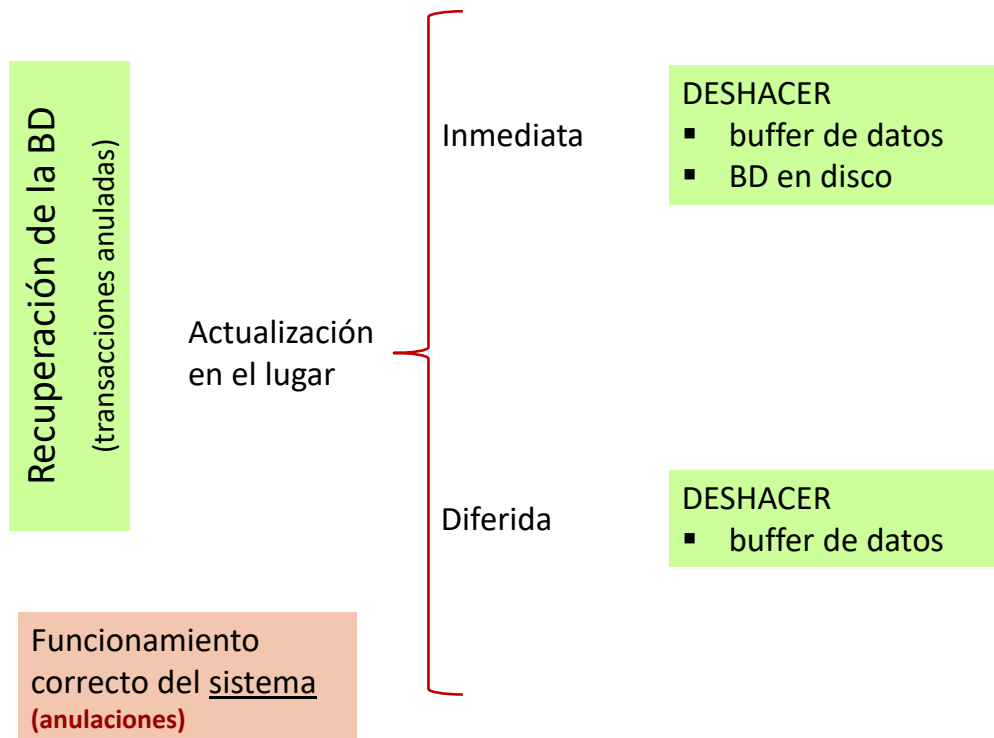 Recuperación de la BD
(transacciones anuladas)
Actualización
en el lugar
Inmediata
DESHACER
▪ buffer de datos
▪ BD en disco
Diferida
DESHACER
▪ buffer de datos
Funcionamiento
correcto del sistema
(anulaciones)